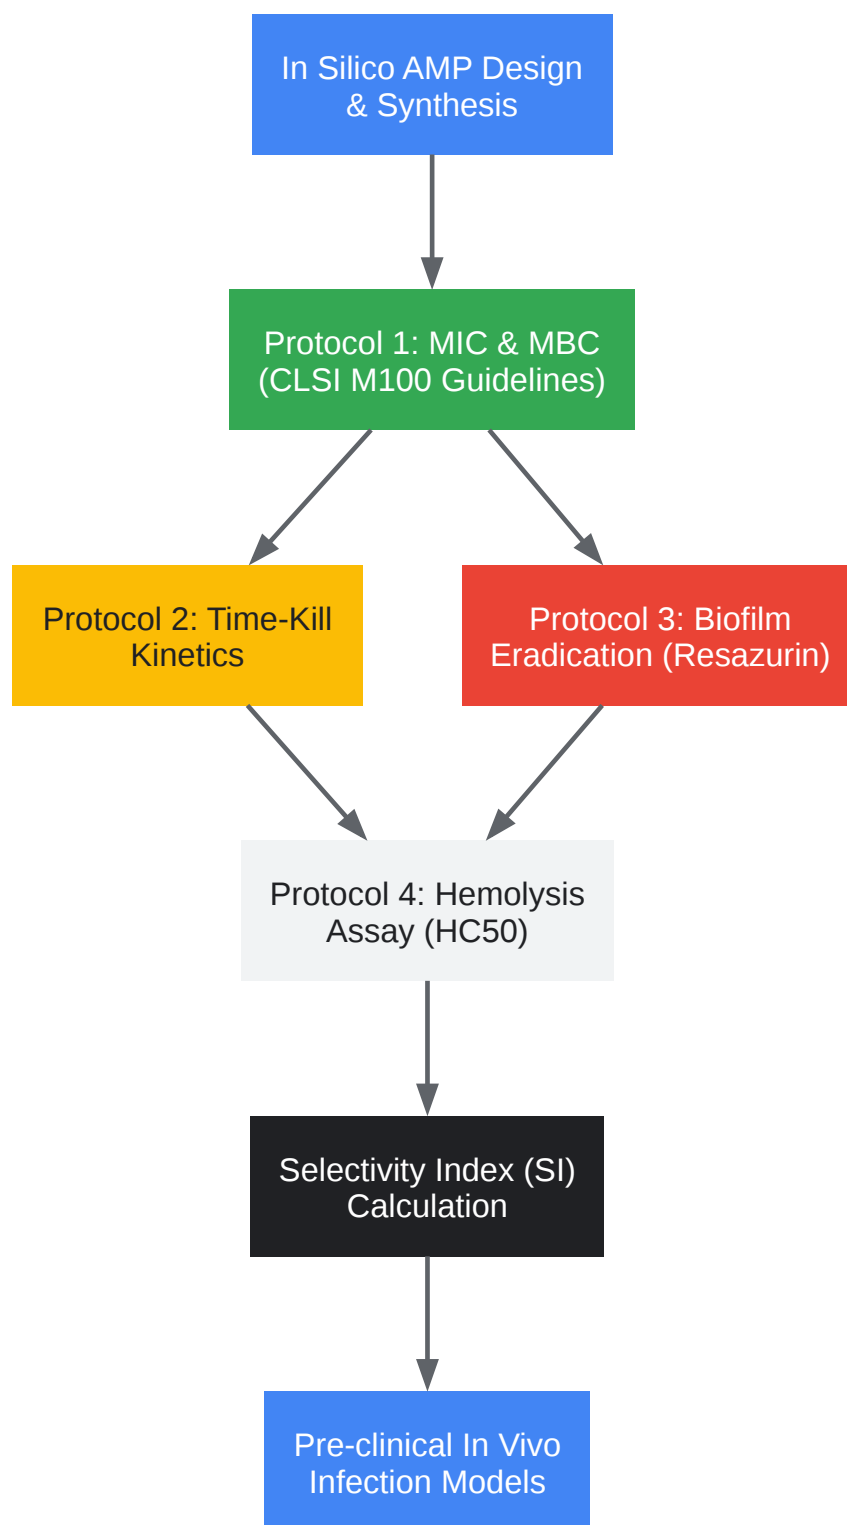 In Silico AMP Design
& Synthesis
Protocol 1: MIC & MBC
(CLSI M100 Guidelines)
Protocol 2: Time-Kill
Kinetics
Protocol 3: Biofilm
Eradication (Resazurin)
Protocol 4: Hemolysis
Assay (HC50)
Selectivity Index (SI)
Calculation
Pre-clinical In Vivo
Infection Models